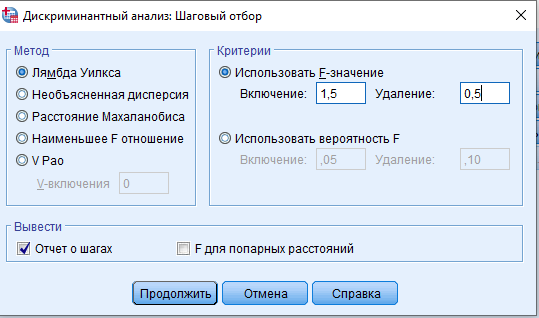 Дискриминантный анализ: Шаговый отбор
Метод
Лямбда Уилкса
Необъясненная дисперсия
Расстояние Махаланобиса
Наименьшее F отношение
V Рао
V-включения 0
Критерии
Использовать F-значение
Включение: 1,5 Удаление: 0,5
Использовать вероятность F
Включение: ,05 Удаление: ,10
Вывести
Отчет о шагах F для попарных расстояний
Продолжить Отмена Справка